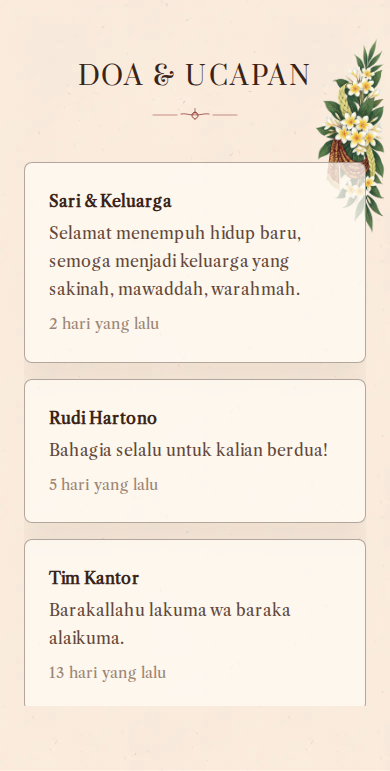 DOA & UCAPAN
Sari & Keluarga
Selamat menempuh hidup baru,
semoga menjadi keluarga yang
sakinah, mawaddah, warahmah.
2 hari yang lalu
Rudi Hartono
Bahagia selalu untuk kalian berdua!
5 hari yang lalu
Tim Kantor
Barakallahu lakuma wa baraka
alaikuma.
13 hari yang lalu